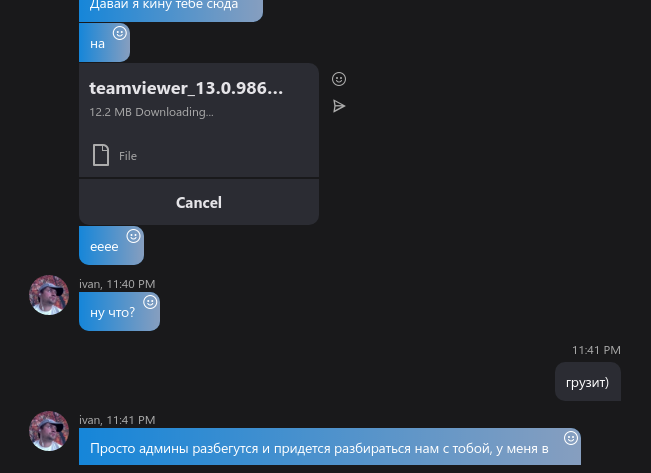 Давай я кину тебе сюда
на
teamviewer_13.0.986...
12.2 MB Downloading...
File
Cancel
ееее
ivan, 11:40 PM
ну что?
11:41 PM
грузит)
ivan, 11:41 PM
Просто админы разбегутся и придется разбираться нам с тобой, у меня в